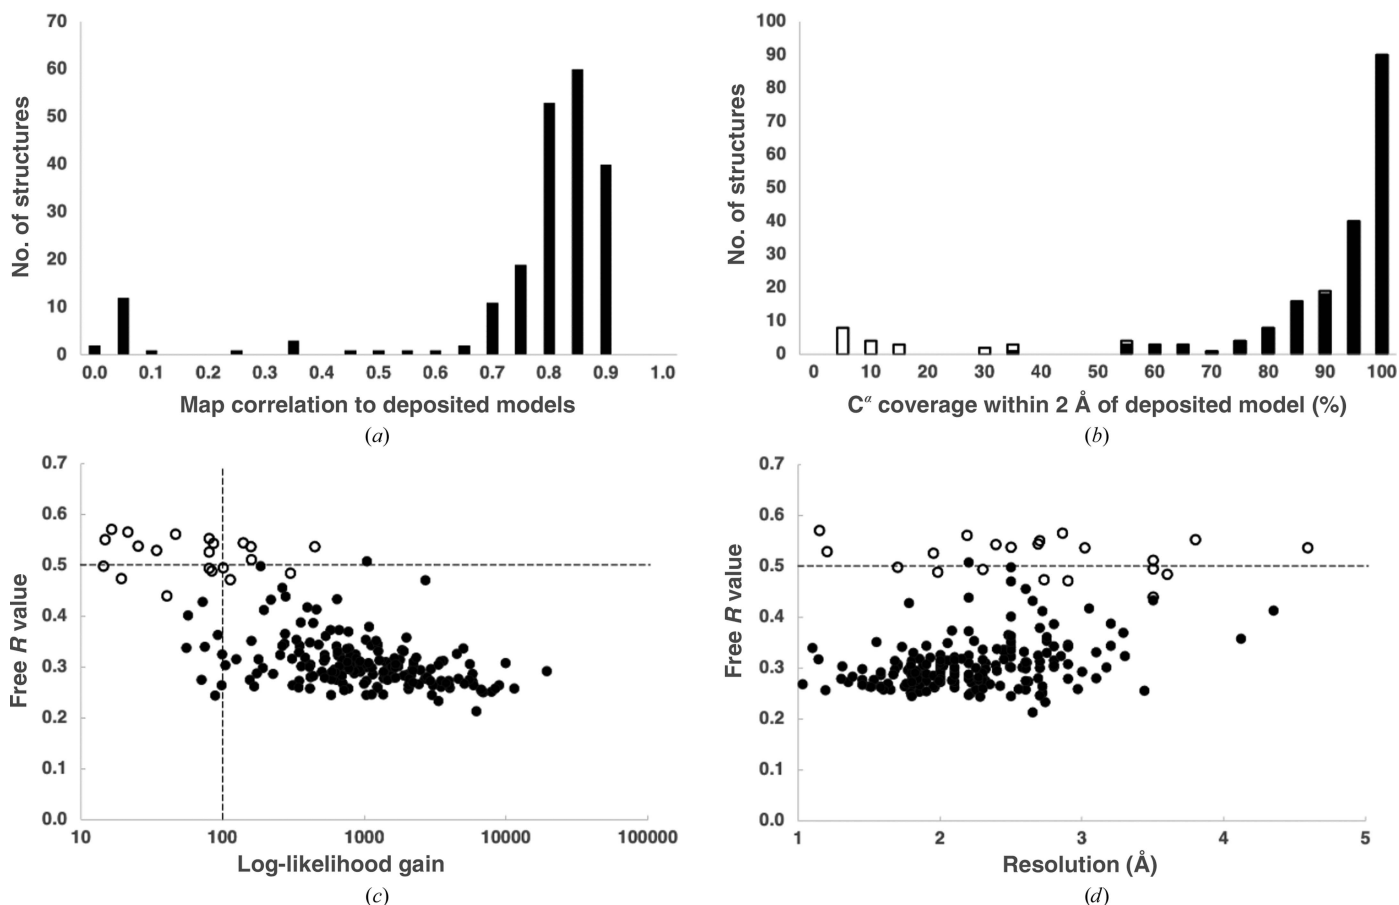 70
60
50
40
30
20
10
0
No. of structures
0.0 0.1 0.2 0.3 0.4 0.5 0.6 0.7 0.8 0.9 1.0
Map correlation to deposited models
(a)
100
90
80
70
60
50
40
30
20
10
0
No. of structures
0 10 20 30 40 50 60 70 80 90 100
Cα coverage within 2 Å of deposited model (%)
(b)
0.7
0.6
0.5
0.4
0.3
0.2
0.1
0.0
Free R value
10 100 1000 10000 100000
Log-likelihood gain
(c)
0.7
0.6
0.5
0.4
0.3
0.2
0.1
0.0
Free R value
1 2 3 4 5
Resolution (Å)
(d)